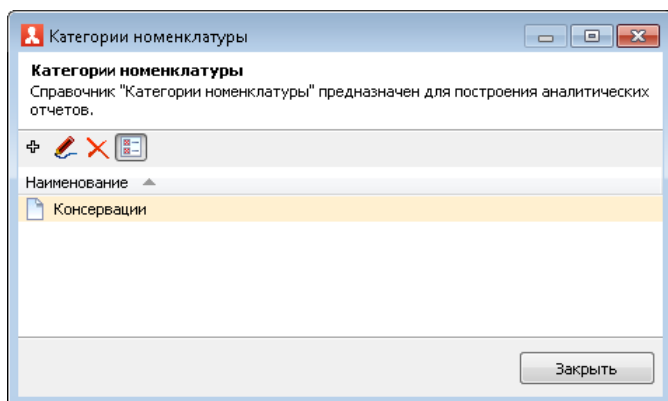 Категории номенклатуры
Категории номенклатуры
Справочник "Категории номенклатуры" предназначен для построения аналитических
отчетов.
Наименование
Консервации
Закрыть